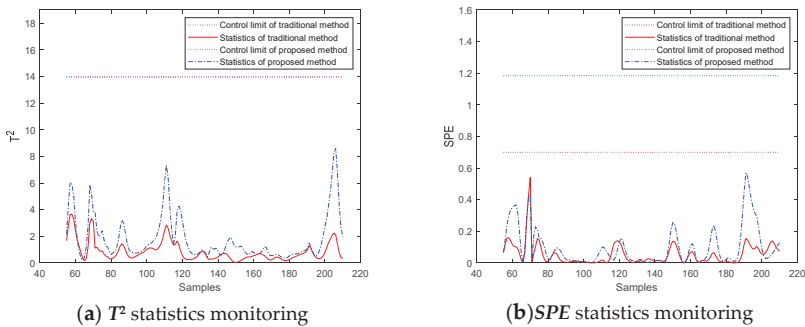 18
16
14
12
10
8
6
4
2
0
T²
40 60 80 100 120 140 160 180 200 220
Samples
Control limit of traditional method
Statistics of traditional method
Control limit of proposed method
Statistics of proposed method
(a) T² statistics monitoring
1.6
1.4
1.2
1
0.8
0.6
0.4
0.2
0
SPE
40 60 80 100 120 140 160 180 200 220
Samples
Control limit of traditional method
Statistics of traditional method
Control limit of proposed method
Statistics of proposed method
(b)SPE statistics monitoring